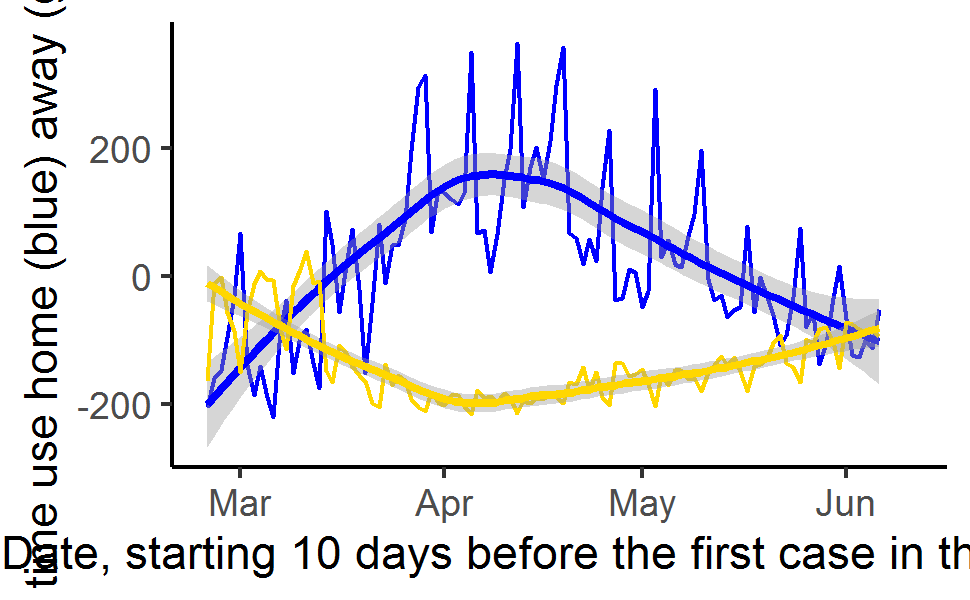 time use home (blue) away (
200
0
-200
Mar Apr May Jun
Date, starting 10 days before the first case in th